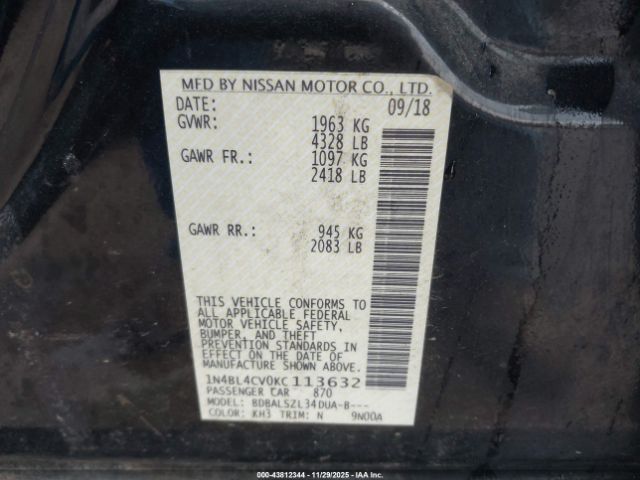 MFD BY NISSAN MOTOR CO., LTD.
DATE: 09/18
GVWR: 1963 KG
4328 LB
GAWR FR.: 1097 KG
2418 LB
GAWR RR.: 945 KG
2083 LB
THIS VEHICLE CONFORMS TO
ALL APPLICABLE FEDERAL
MOTOR VEHICLE SAFETY,
BUMPER, AND THEFT
PREVENTION STANDARDS IN
EFFECT ON THE DATE OF
MANUFACTURE SHOWN ABOVE.
1N4BL4CV0KC113632
PASSENGER CAR 870
MODEL: BDBALSZL34DUA-B---
COLOR: KH3 TRIM: N 9N00A
000-43812344 | 11/29/2025 | IAA Inc.